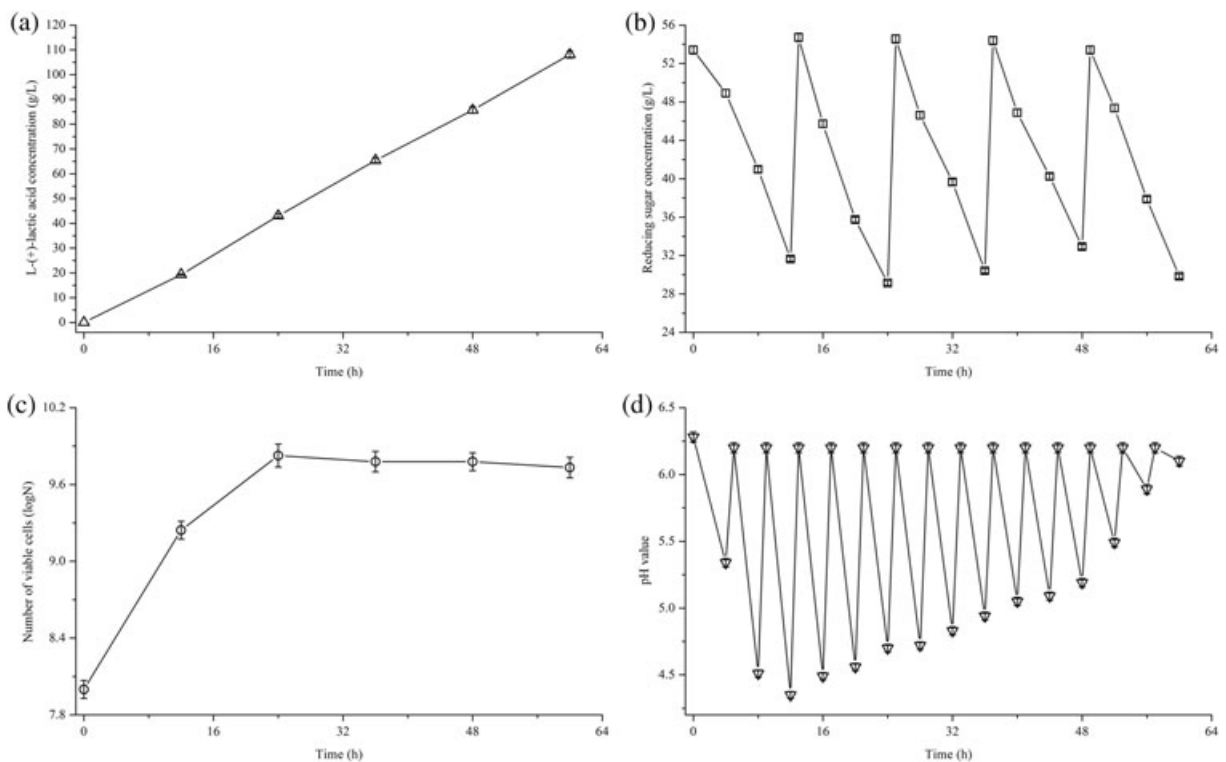 (a)
L-(+)-lactic acid concentration (g/L)
120
110
100
90
80
70
60
50
40
30
20
10
0
0 16 32 48 64
Time (h)
(b)
Reducing sugar concentration (g/L)
56
52
48
44
40
36
32
28
24
0 16 32 48 64
Time (h)
(c)
Number of viable cells (logN)
10.2
9.6
9.0
8.4
7.8
0 16 32 48 64
Time (h)
(d)
pH value
6.5
6.0
5.5
5.0
4.5
0 16 32 48 64
Time (h)